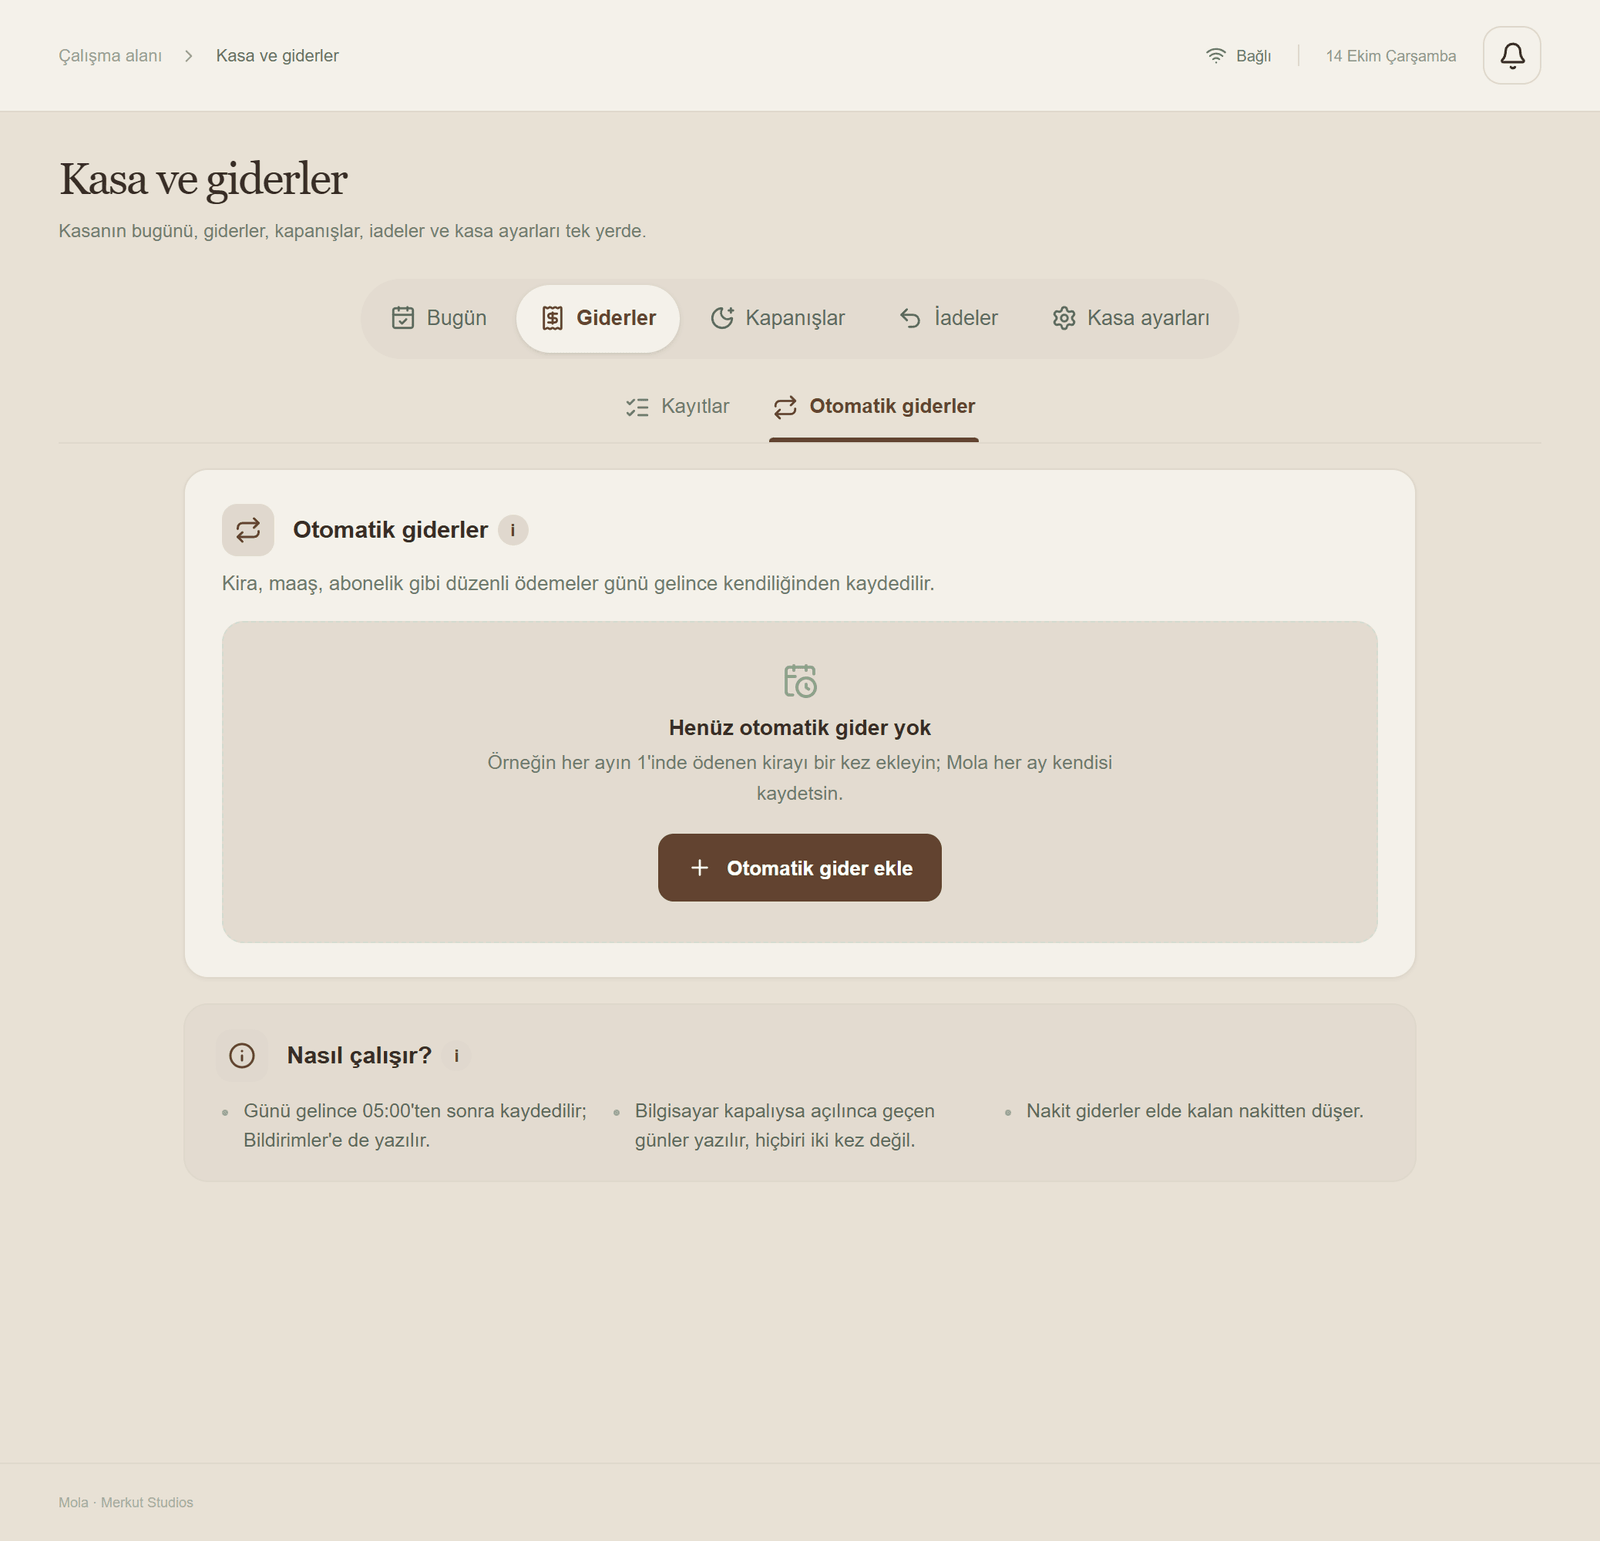 Çalışma alanı
Kasa ve giderler
Bağlı
14 Ekim Çarşamba
Kasa ve giderler
Kasanın bugünü, giderler, kapanışlar, iadeler ve kasa ayarları tek yerde.
Bugün
Giderler
Kapanışlar
İadeler
Kasa ayarları
Kayıtlar
Otomatik giderler
Otomatik giderler i
Kira, maaş, abonelik gibi düzenli ödemeler günü gelince kendiliğinden kaydedilir.
Henüz otomatik gider yok
Örneğin her ayın 1'inde ödenen kirayı bir kez ekleyin; Mola her ay kendisi
kaydetsin.
Otomatik gider ekle
Nasıl çalışır? i
Günü gelince 05:00'ten sonra kaydedilir;
Bildirimler'e de yazılır.
Bilgisayar kapalıysa açılınca geçen
günler yazılır, hiçbiri iki kez değil.
Nakit giderler elde kalan nakitten düşer.
Mola · Merkut Studios